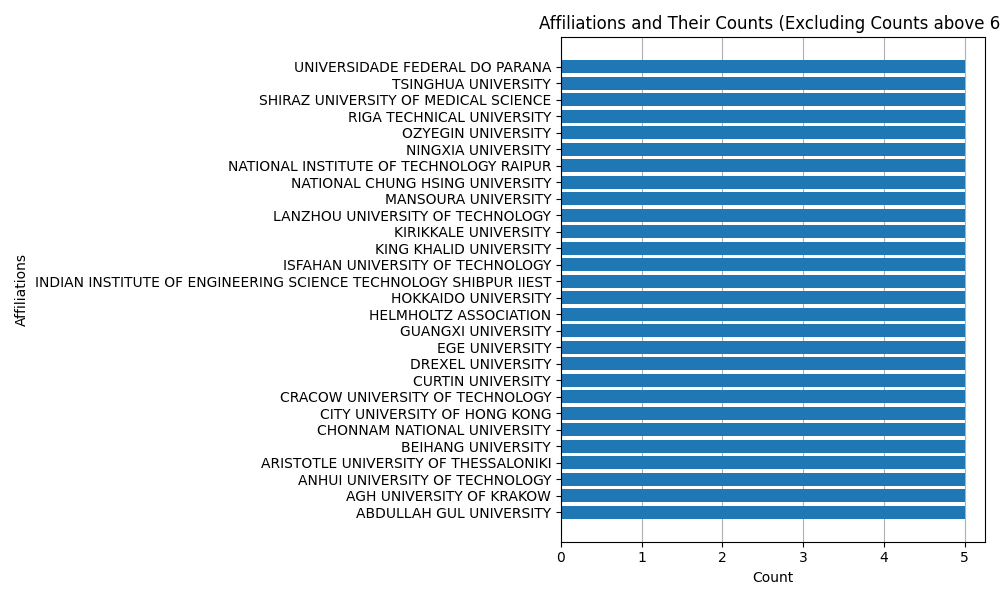 Affiliations and Their Counts (Excluding Counts above 6
UNIVERSIDADE FEDERAL DO PARANA
TSINGHUA UNIVERSITY
SHIRAZ UNIVERSITY OF MEDICAL SCIENCE
RIGA TECHNICAL UNIVERSITY
OZYEGIN UNIVERSITY
NINGXIA UNIVERSITY
NATIONAL INSTITUTE OF TECHNOLOGY RAIPUR
NATIONAL CHUNG HSING UNIVERSITY
MANSOURA UNIVERSITY
LANZHOU UNIVERSITY OF TECHNOLOGY
KIRIKKALE UNIVERSITY
KING KHALID UNIVERSITY
ISFAHAN UNIVERSITY OF TECHNOLOGY
INDIAN INSTITUTE OF ENGINEERING SCIENCE TECHNOLOGY SHIBPUR IIEST
HOKKAIDO UNIVERSITY
HELMHOLTZ ASSOCIATION
GUANGXI UNIVERSITY
EGE UNIVERSITY
DREXEL UNIVERSITY
CURTIN UNIVERSITY
CRACOW UNIVERSITY OF TECHNOLOGY
CITY UNIVERSITY OF HONG KONG
CHONNAM NATIONAL UNIVERSITY
BEIHANG UNIVERSITY
ARISTOTLE UNIVERSITY OF THESSALONIKI
ANHUI UNIVERSITY OF TECHNOLOGY
AGH UNIVERSITY OF KRAKOW
ABDULLAH GUL UNIVERSITY
Affiliations
0 1 2 3 4 5
Count